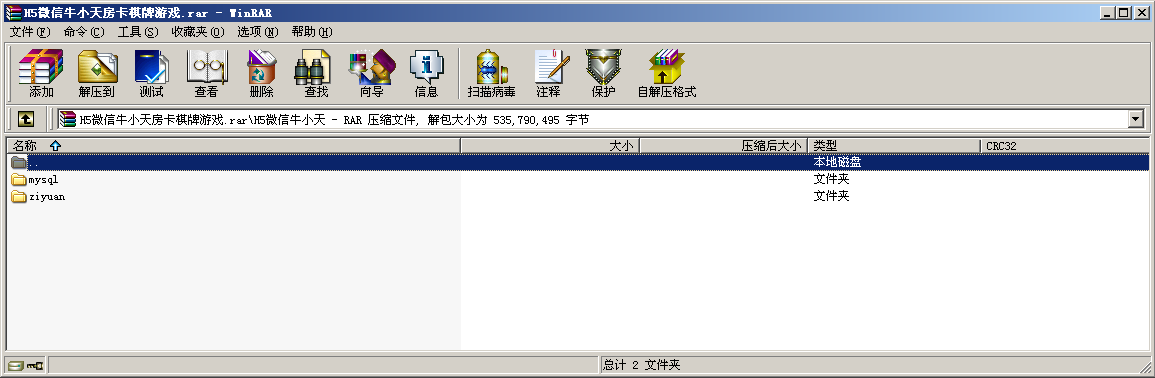 H5微信牛小天房卡棋牌游戏.rar - WinRAR
文件(F) 命令(C) 工具(S) 收藏夹(O) 选项(N) 帮助(H)
添加 解压到 测试 查看 删除 查找 向导 信息 扫描病毒 注释 保护 自解压格式
H5微信牛小天房卡棋牌游戏.rar\H5微信牛小天 - RAR 压缩文件, 解包大小为 535,790,495 字节
名称 大小 压缩后大小 类型 CRC32
.. 本地磁盘
mysql 文件夹
ziyuan 文件夹
总计 2 文件夹